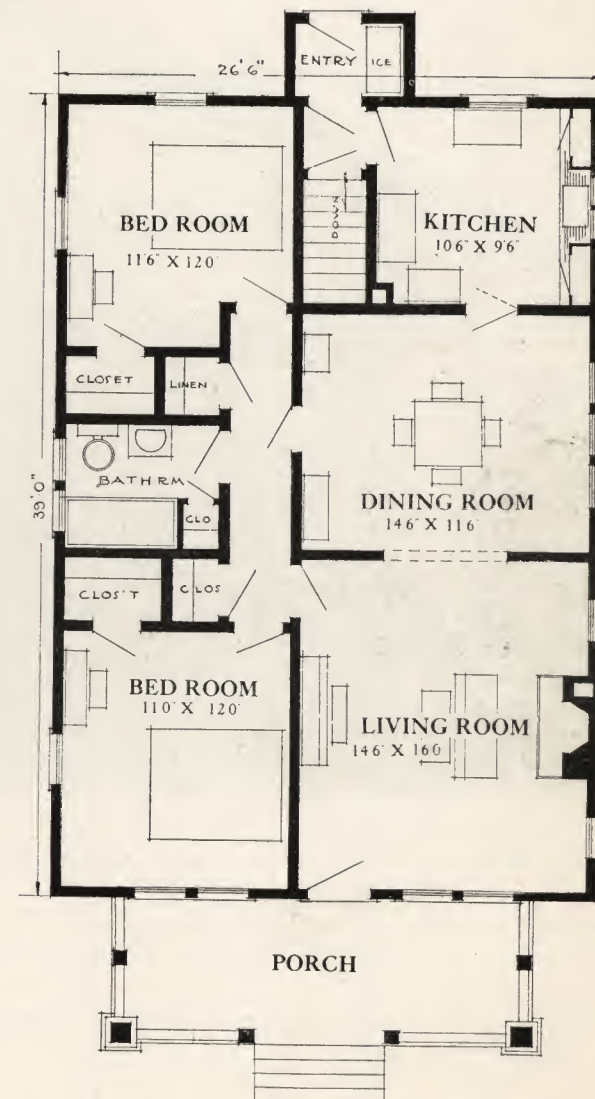 26'6"
ENTRY
ICE
39'0"
BED ROOM
11'6" X 12'0"
DOWN
KITCHEN
10'6" X 9'6"
CLOSET
LINEN
BATH RM
CLO
DINING ROOM
14'6" X 11'6"
CLOS'T
CLOS
BED ROOM
11'0" X 12'0"
LIVING ROOM
14'6" X 16'0"
PORCH